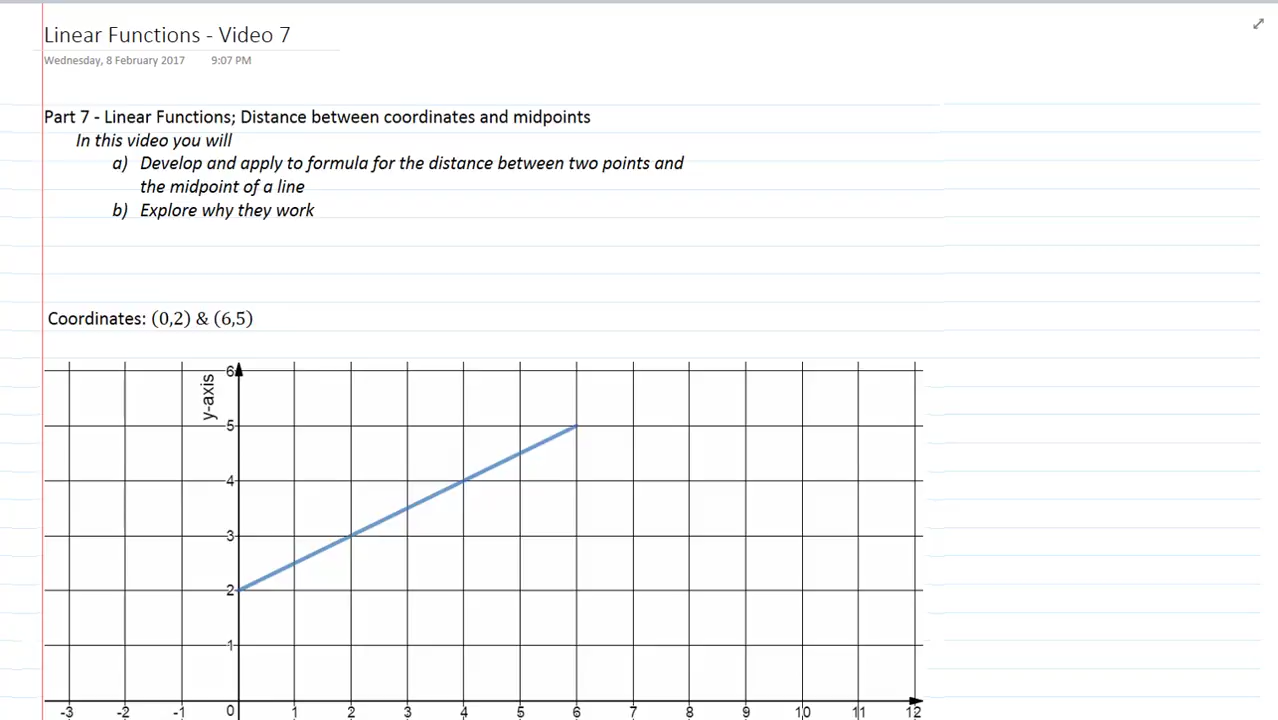 Linear Functions - Video 7
Wednesday, 8 February 2017 9:07 PM
Part 7 - Linear Functions; Distance between coordinates and midpoints
In this video you will
a) Develop and apply to formula for the distance between two points and
the midpoint of a line
b) Explore why they work
Coordinates: (0,2) & (6,5)
y-axis
6
5
4
3
2
1
-3 -2 -1 0 1 2 3 4 5 6 7 8 9 10 11 12